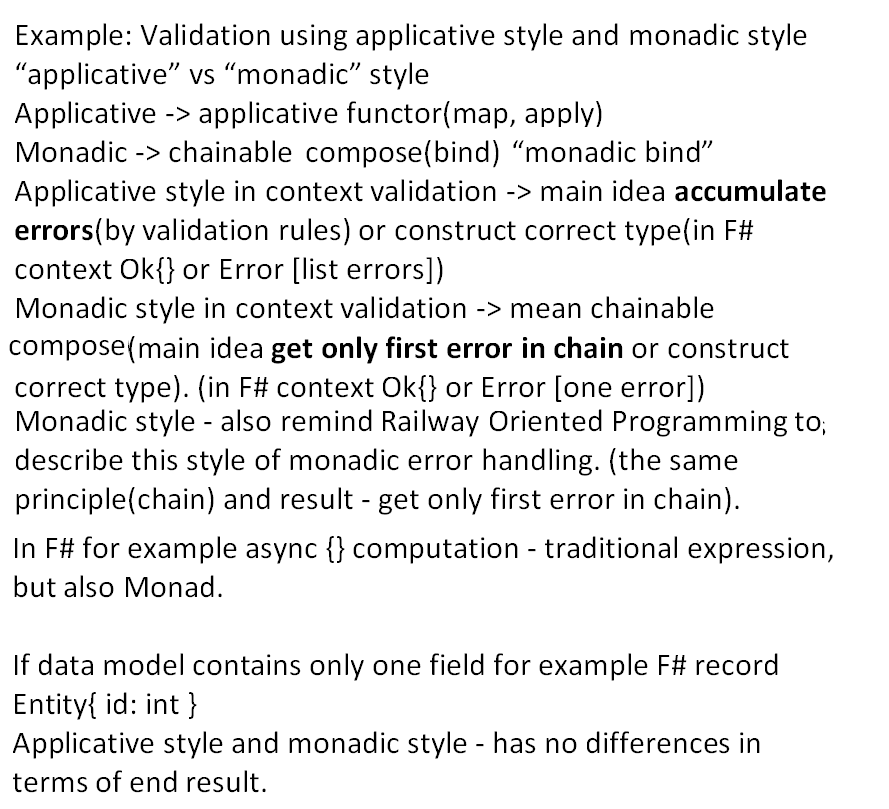 Example: Validation using applicative style and monadic style
“applicative” vs “monadic” style
Applicative -> applicative functor(map, apply)
Monadic -> chainable compose(bind) “monadic bind”
Applicative style in context validation -> main idea accumulate
errors(by validation rules) or construct correct type(in F#
context Ok{} or Error [list errors])
Monadic style in context validation -> mean chainable
compose(main idea get only first error in chain or construct
correct type). (in F# context Ok{} or Error [one error])
Monadic style - also remind Railway Oriented Programming to;
describe this style of monadic error handling. (the same
principle(chain) and result - get only first error in chain).
In F# for example async {} computation - traditional expression,
but also Monad.
If data model contains only one field for example F# record
Entity{ id: int }
Applicative style and monadic style - has no differences in
terms of end result.